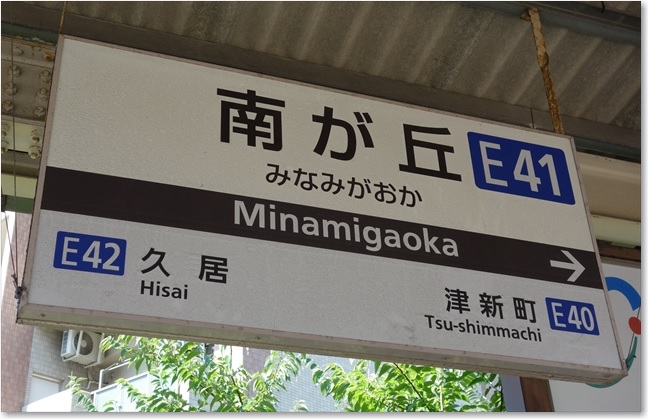 南が丘 E41
みなみがおか
Minamigaoka →
E42 久居
Hisai
津新町 E40
Tsu-shimmachi